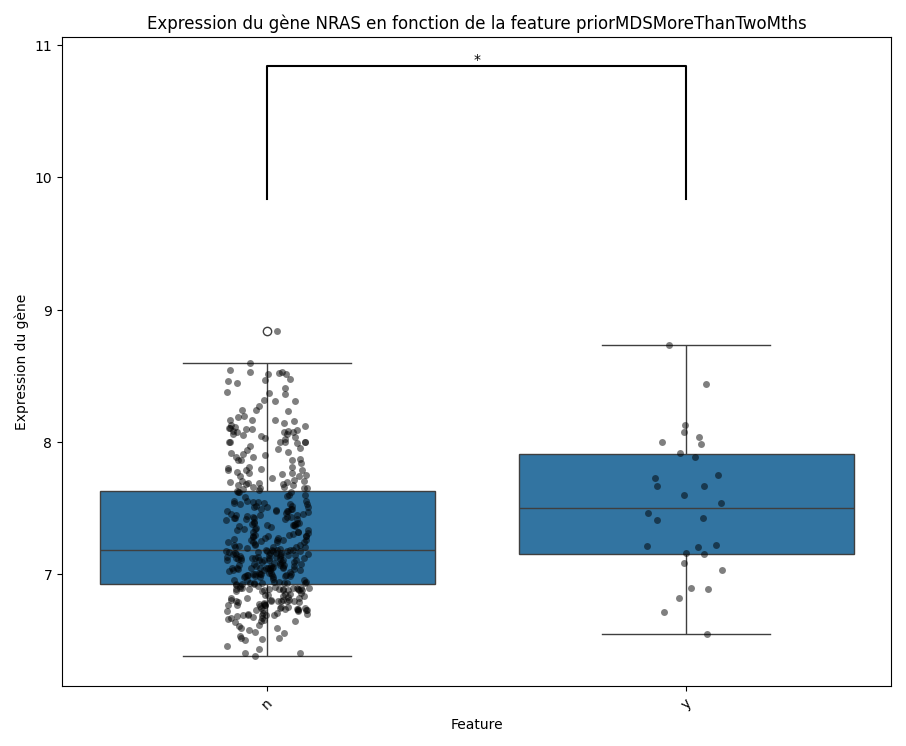 Expression du gène NRAS en fonction de la feature priorMDSMoreThanTwoMths
11
*
10
9
Expression du gène
8
7
n
y
Feature